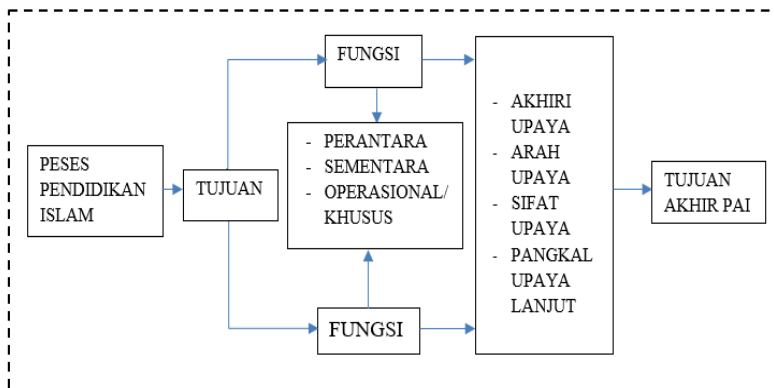 FUNGSI
PESES
PENDIDIKAN
ISLAM
TUJUAN
- PERANTARA
- SEMENTARA
- OPERASIONAL/
KHUSUS
FUNGSI
- AKHIRI
UPAYA
- ARAH
UPAYA
- SIFAT
UPAYA
- PANGKAL
UPAYA
LANJUT
TUJUAN
AKHIR PAI